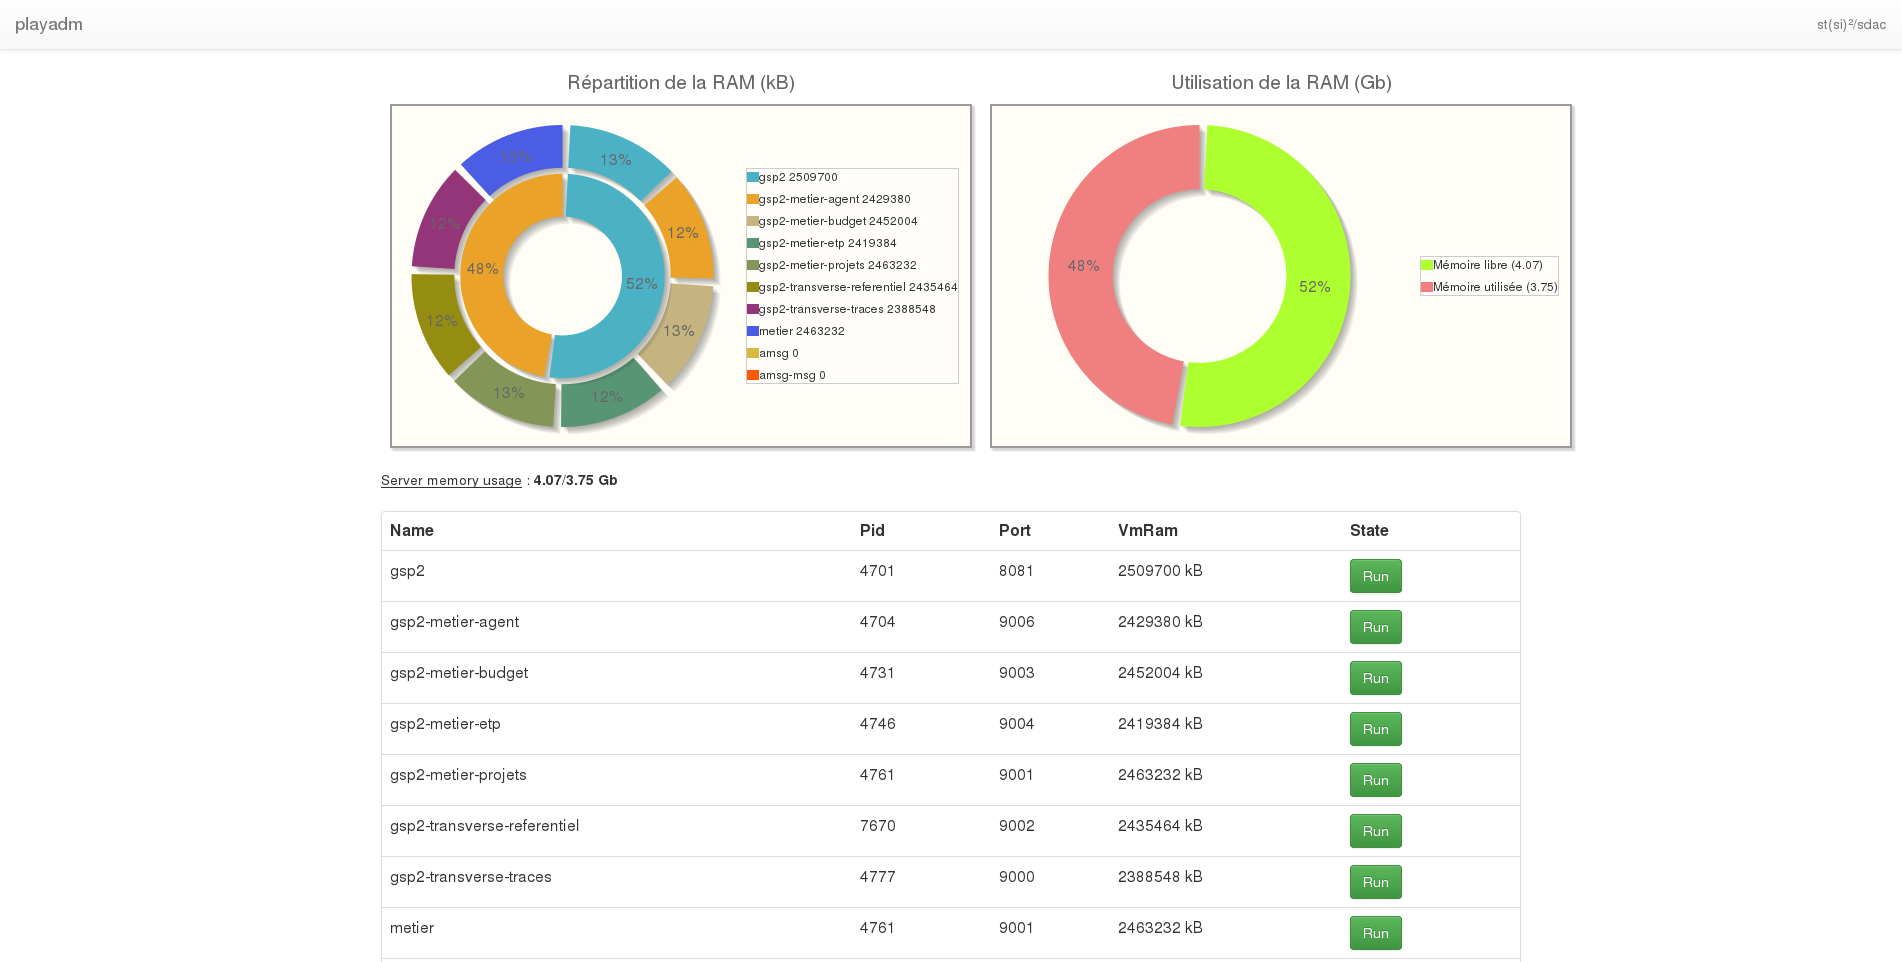 playadm
st(si)²/sdac
Répartition de la RAM (kB)
13%
12%
13%
12%
13%
12%
12%
13%
52%
48%
gsp2 2509700
gsp2-metier-agent 2429380
gsp2-metier-budget 2452004
gsp2-metier-etp 2419384
gsp2-metier-projets 2463232
gsp2-transverse-referentiel 2435464
gsp2-transverse-traces 2388548
metier 2463232
amsg 0
amsg-msg 0
Utilisation de la RAM (Gb)
48%
52%
Mémoire libre (4.07)
Mémoire utilisée (3.75)
Server memory usage : 4.07/3.75 Gb
Name Pid Port VmRam State
gsp2 4701 8081 2509700 kB Run
gsp2-metier-agent 4704 9006 2429380 kB Run
gsp2-metier-budget 4731 9003 2452004 kB Run
gsp2-metier-etp 4746 9004 2419384 kB Run
gsp2-metier-projets 4761 9001 2463232 kB Run
gsp2-transverse-referentiel 7670 9002 2435464 kB Run
gsp2-transverse-traces 4777 9000 2388548 kB Run
metier 4761 9001 2463232 kB Run